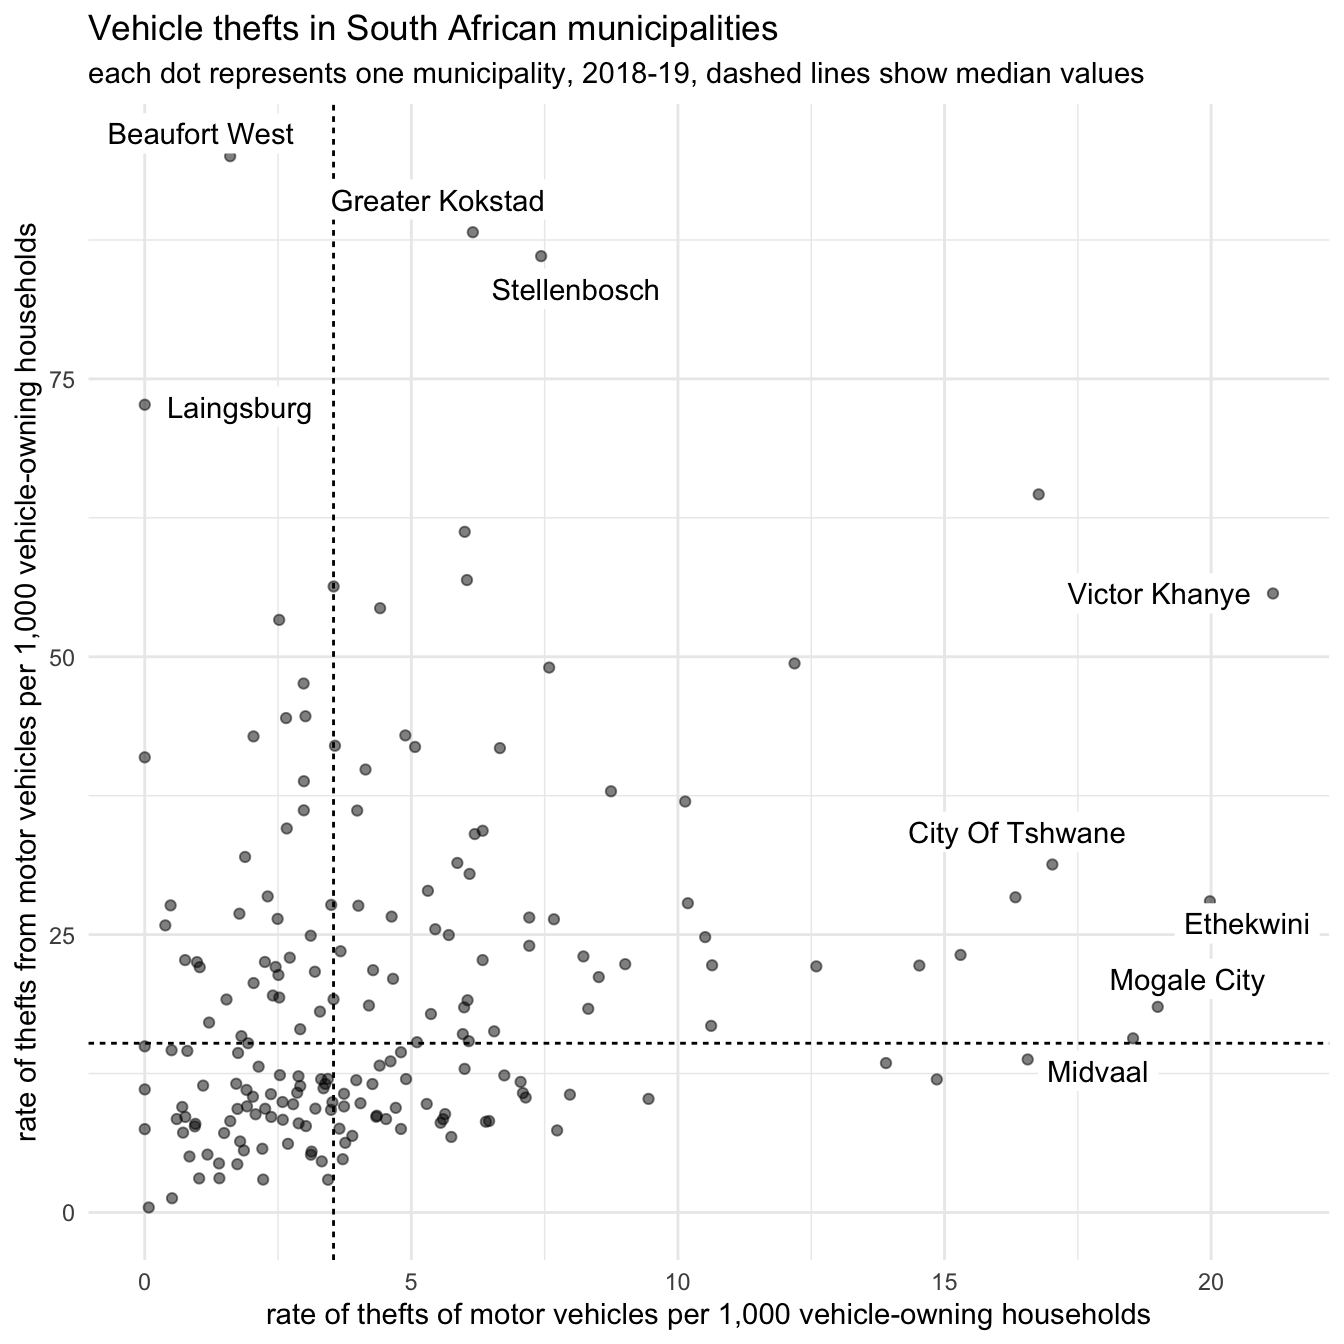 Vehicle thefts in South African municipalities
each dot represents one municipality, 2018-19, dashed lines show median values
rate of thefts from motor vehicles per 1,000 vehicle-owning households
75
50
25
0
Beaufort West
Greater Kokstad
Stellenbosch
Laingsburg
Victor Khanye
City Of Tshwane
Ethekwini
Mogale City
Midvaal
0
5
10
15
20
rate of thefts of motor vehicles per 1,000 vehicle-owning households